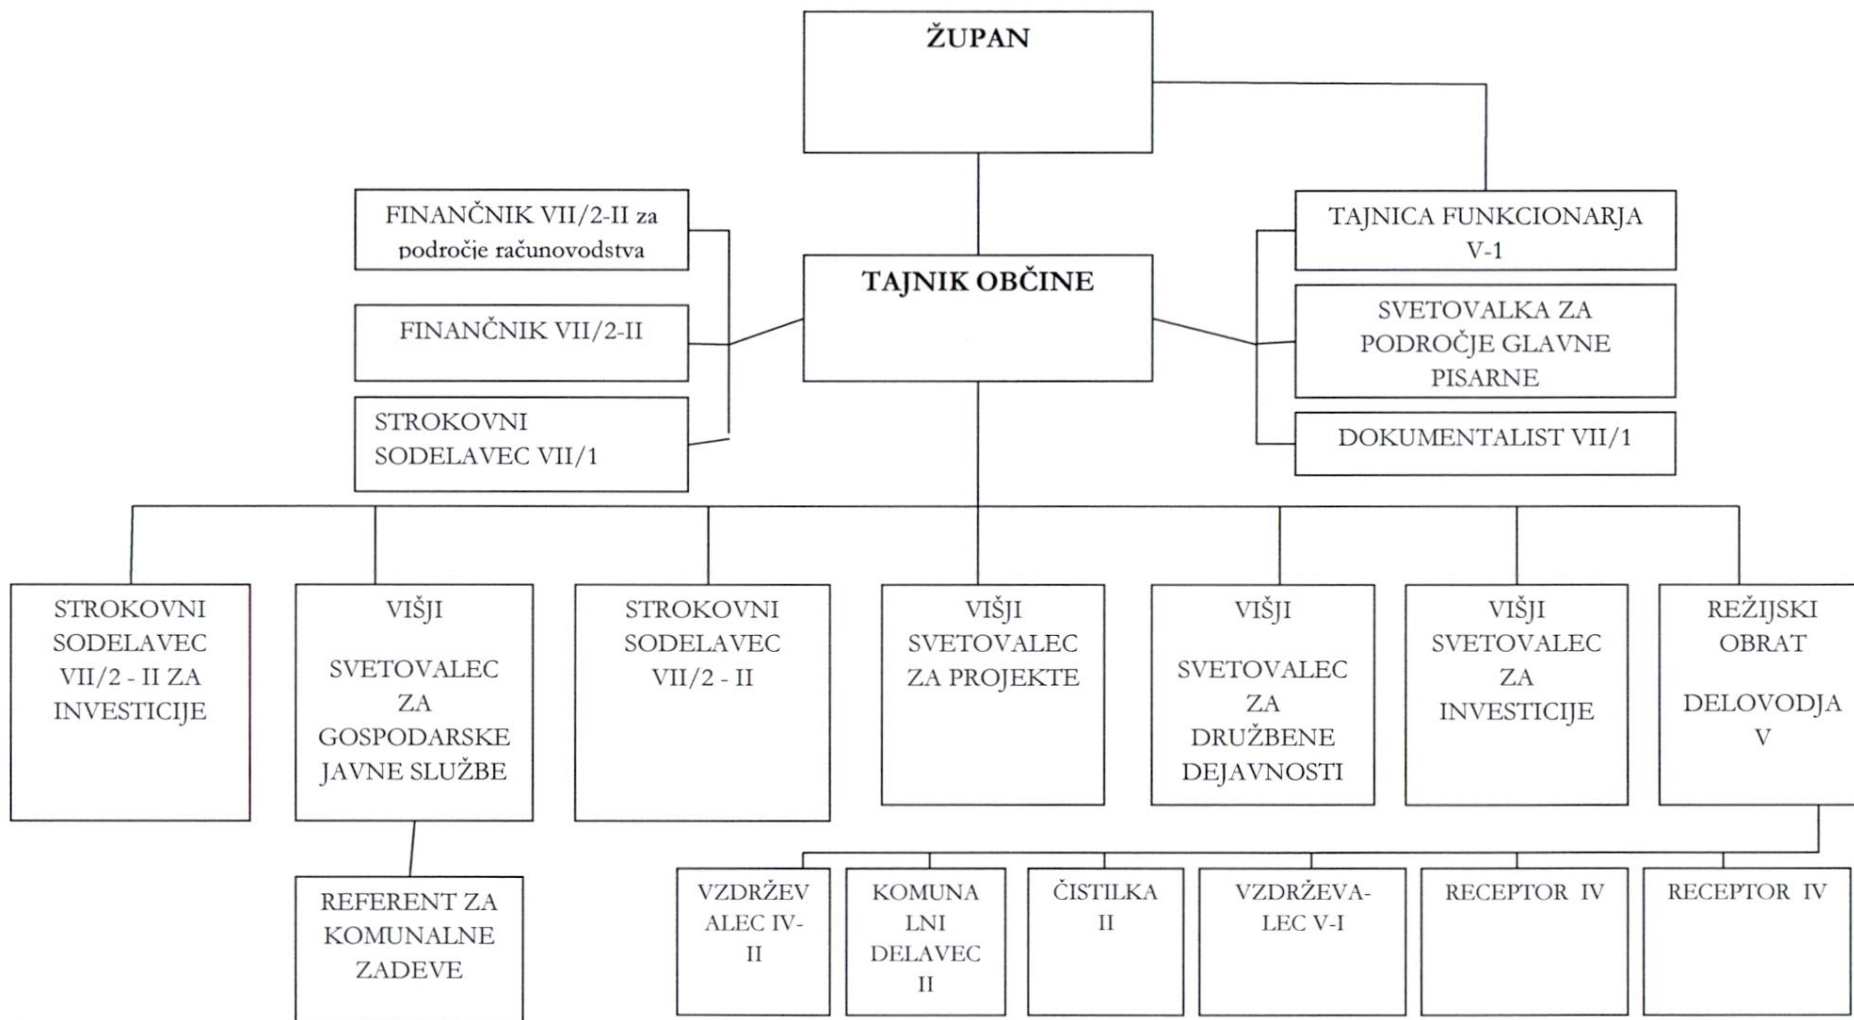 ŽUPAN
FINANČNIK VII/2-II za
področje računovodstva
FINANČNIK VII/2-II
STROKOVNI
SODELAVEC VII/1
TAJNIK OBČINE
TAJNICA FUNKCIONARJA
V-1
SVETOVALKA ZA
PODROČJE GLAVNE
PISARNE
DOKUMENTALIST VII/1
STROKOVNI
SODELAVEC
VII/2 - II ZA
INVESTICIJE
VIŠJI
SVETOVALEC
ZA
GOSPODARSKE
JAVNE SLUŽBE
STROKOVNI
SODELAVEC
VII/2 - II
VIŠJI
SVETOVALEC
ZA PROJEKTE
VIŠJI
SVETOVALEC
ZA
DRUŽBENE
DEJAVNOSTI
VIŠJI
SVETOVALEC
ZA
INVESTICIJE
REŽIJSKI
OBRAT
DELOVODJA
V
REFERENT ZA
KOMUNALNE
ZADEVE
VZDRŽEV
ALEC IV-
II
KOMUNA
LNI
DELAVEC
II
ČISTILKA
II
VZDRŽEVA-
LEC V-I
RECEPTOR IV
RECEPTOR IV